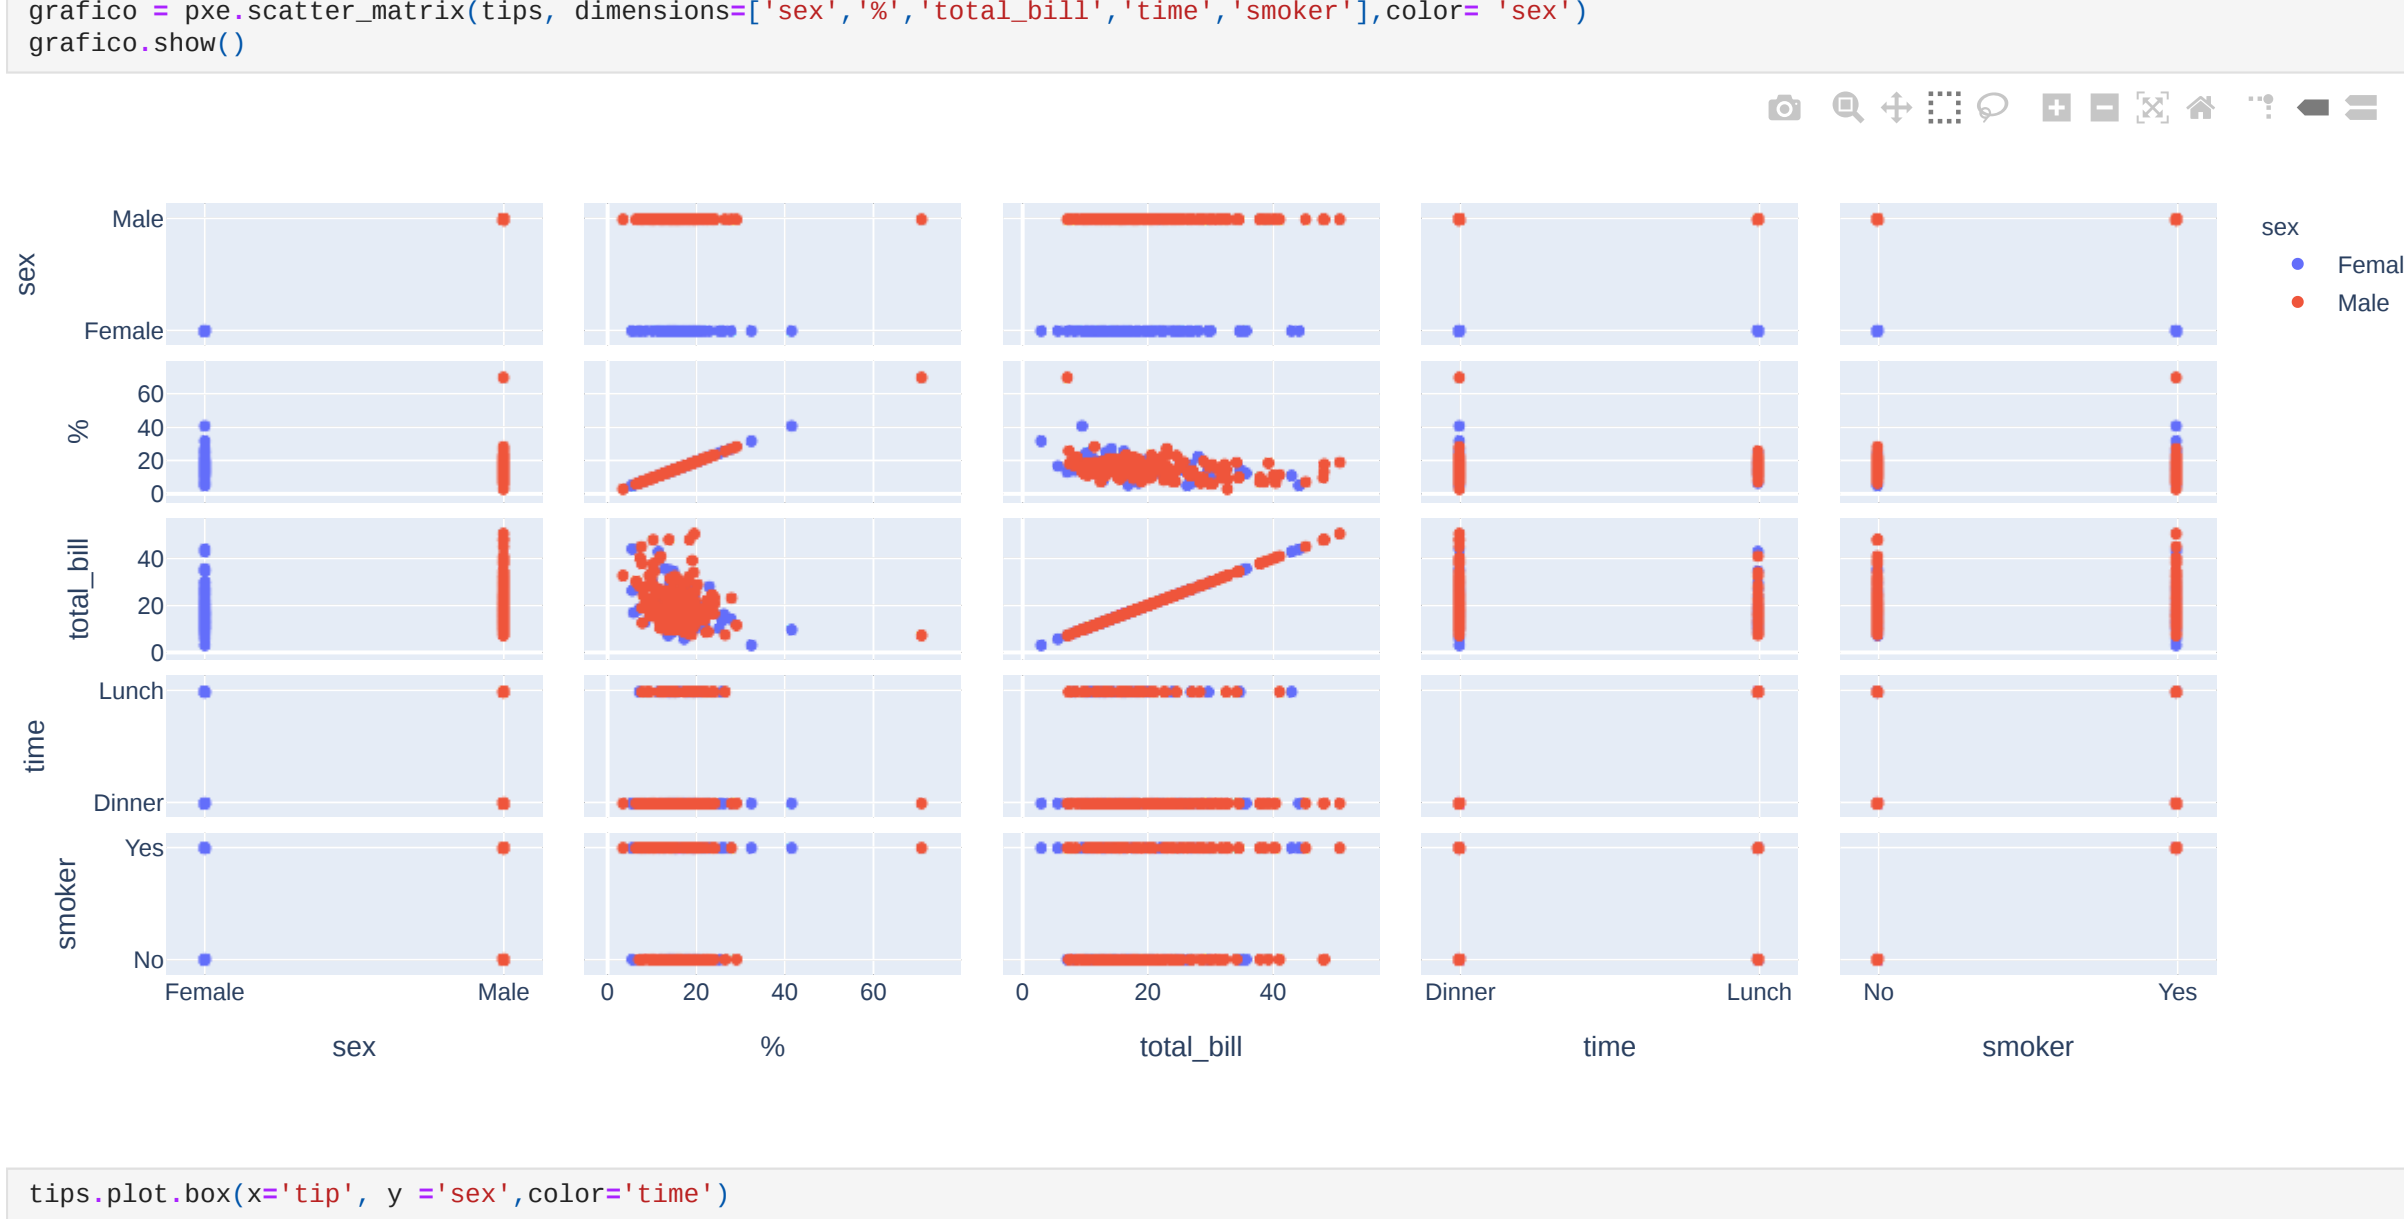 grafico = pxe.scatter_matrix(tips, dimensions=['sex','%','total_bill','time','smoker'],color= 'sex')
grafico.show()
Male
Female
sex
60
40
20
0
%
40
20
0
total_bill
Lunch
Dinner
time
Yes
No
smoker
Female Male 0 20 40 60 0 20 40 Dinner Lunch No Yes
sex % total_bill time smoker
sex
Femal
Male
tips.plot.box(x='tip', y ='sex',color='time')